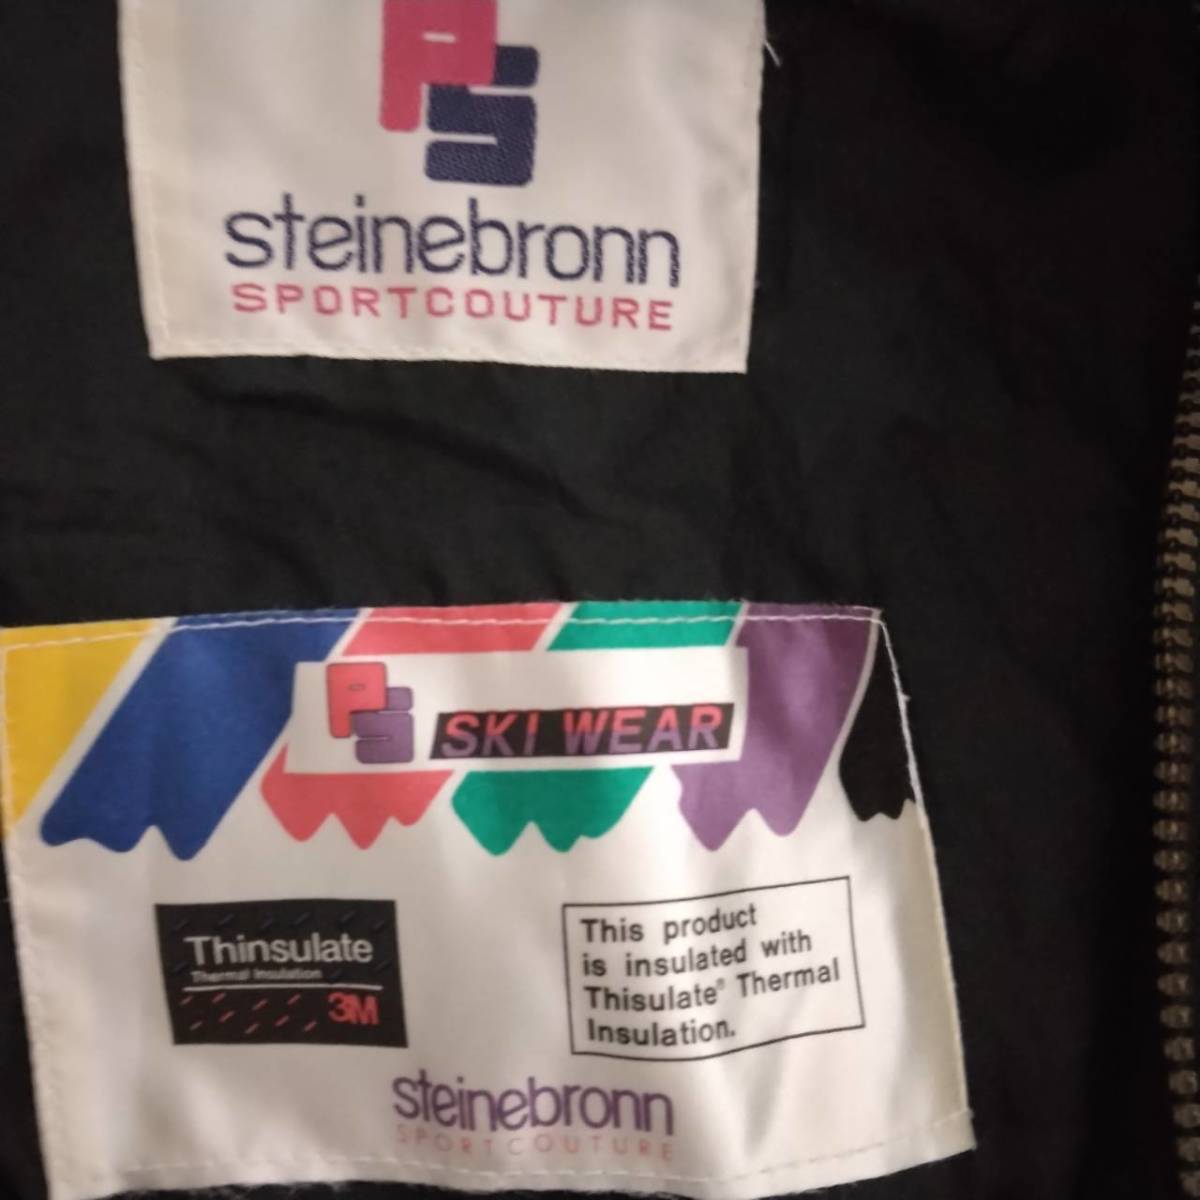 PS
steinebronn
SPORTCOUTURE
PS SKI WEAR
Thinsulate
Thermal Insulation
3M
This product
is insulated with
Thisulate® Thermal
Insulation.
steinebronn
SPORTCOUTURE